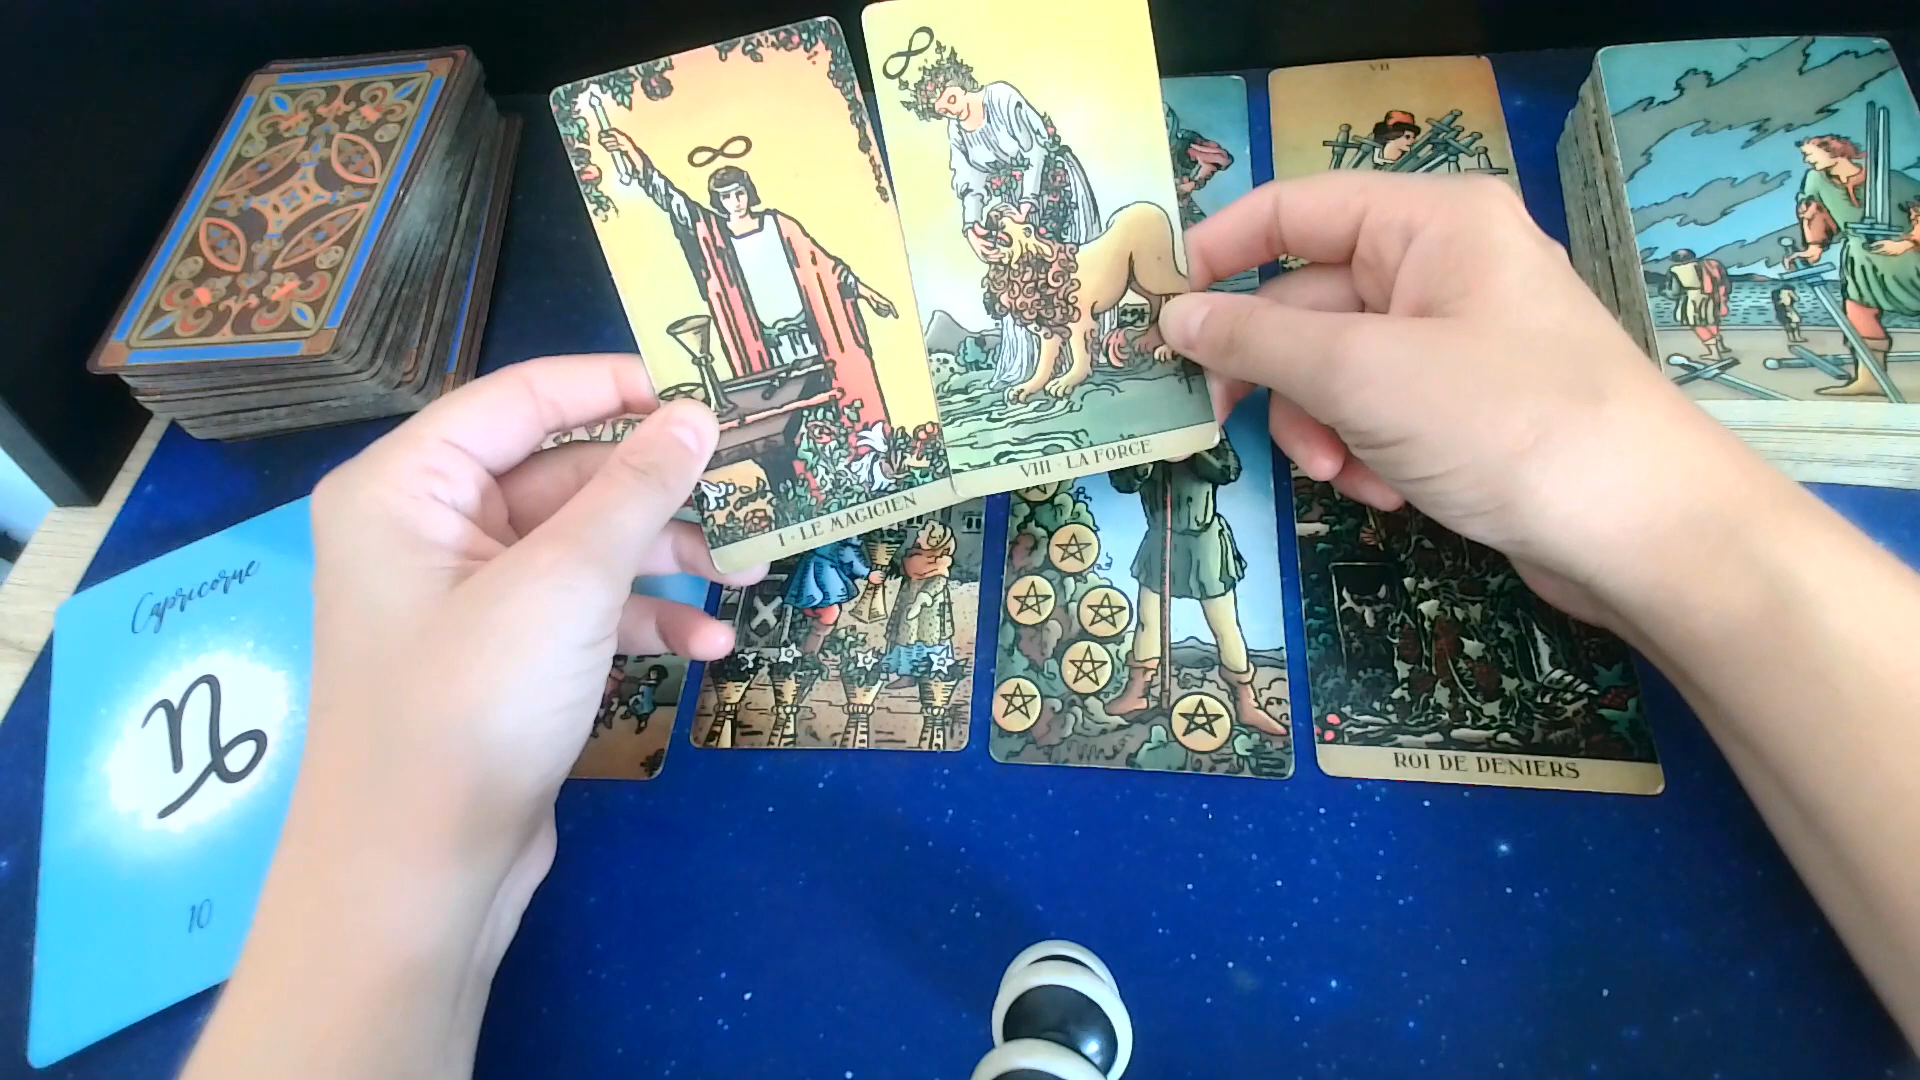 VII
I · LE MAGICIEN
VIII · LA FORCE
Capricorne
10
ROI DE DENIERS